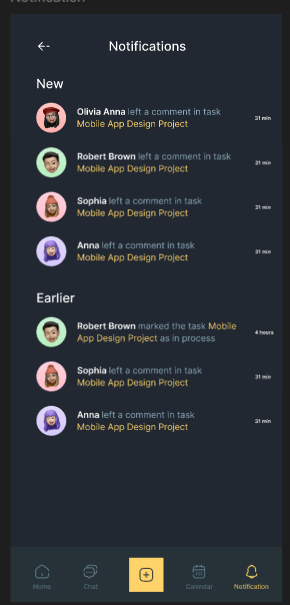 Notification
Notifications
New
Olivia Anna left a comment in task
Mobile App Design Project
31 min
Robert Brown left a comment in task
Mobile App Design Project
31 min
Sophia left a comment in task
Mobile App Design Project
31 min
Anna left a comment in task
Mobile App Design Project
31 min
Earlier
Robert Brown marked the task Mobile
App Design Project as in process
4 hours
Sophia left a comment in task
Mobile App Design Project
31 min
Anna left a comment in task
Mobile App Design Project
31 min
Home
Chat
Calendar
Notification